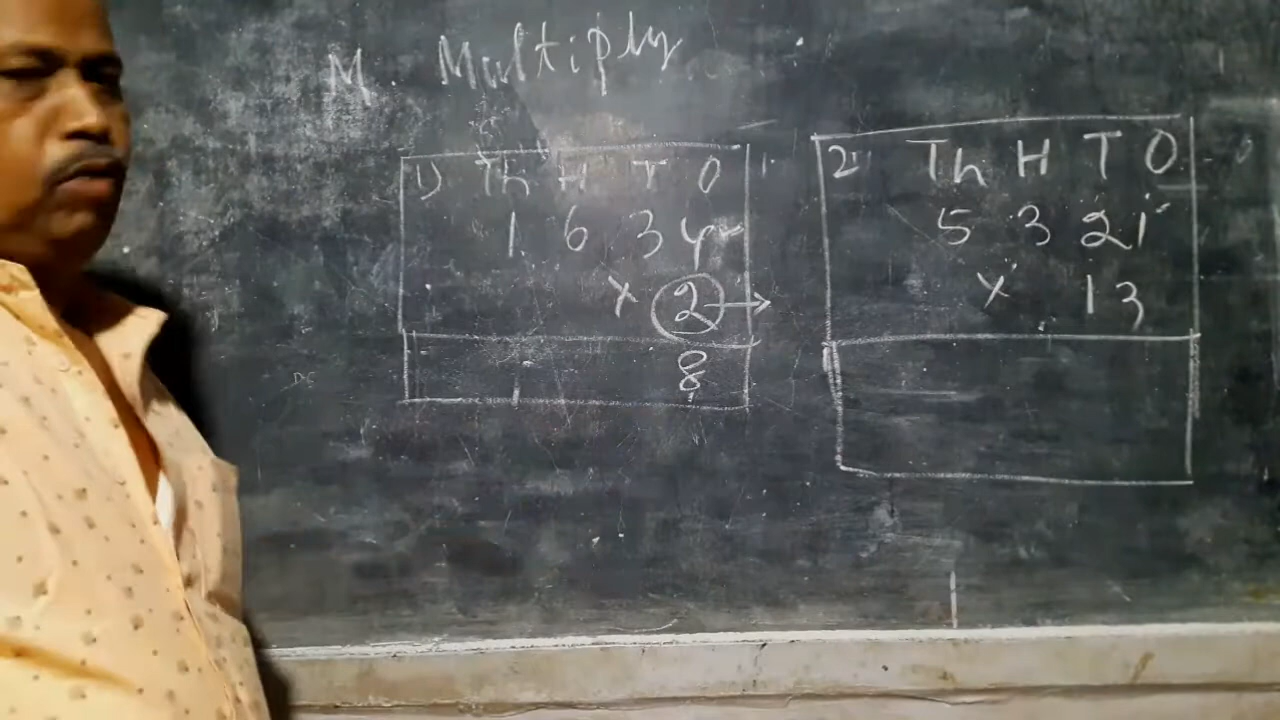 M. Multiply
1) Th H T O
1 6 3 4
x 2 →
8
2) Th H T O
5 3 2 1
x 1 3